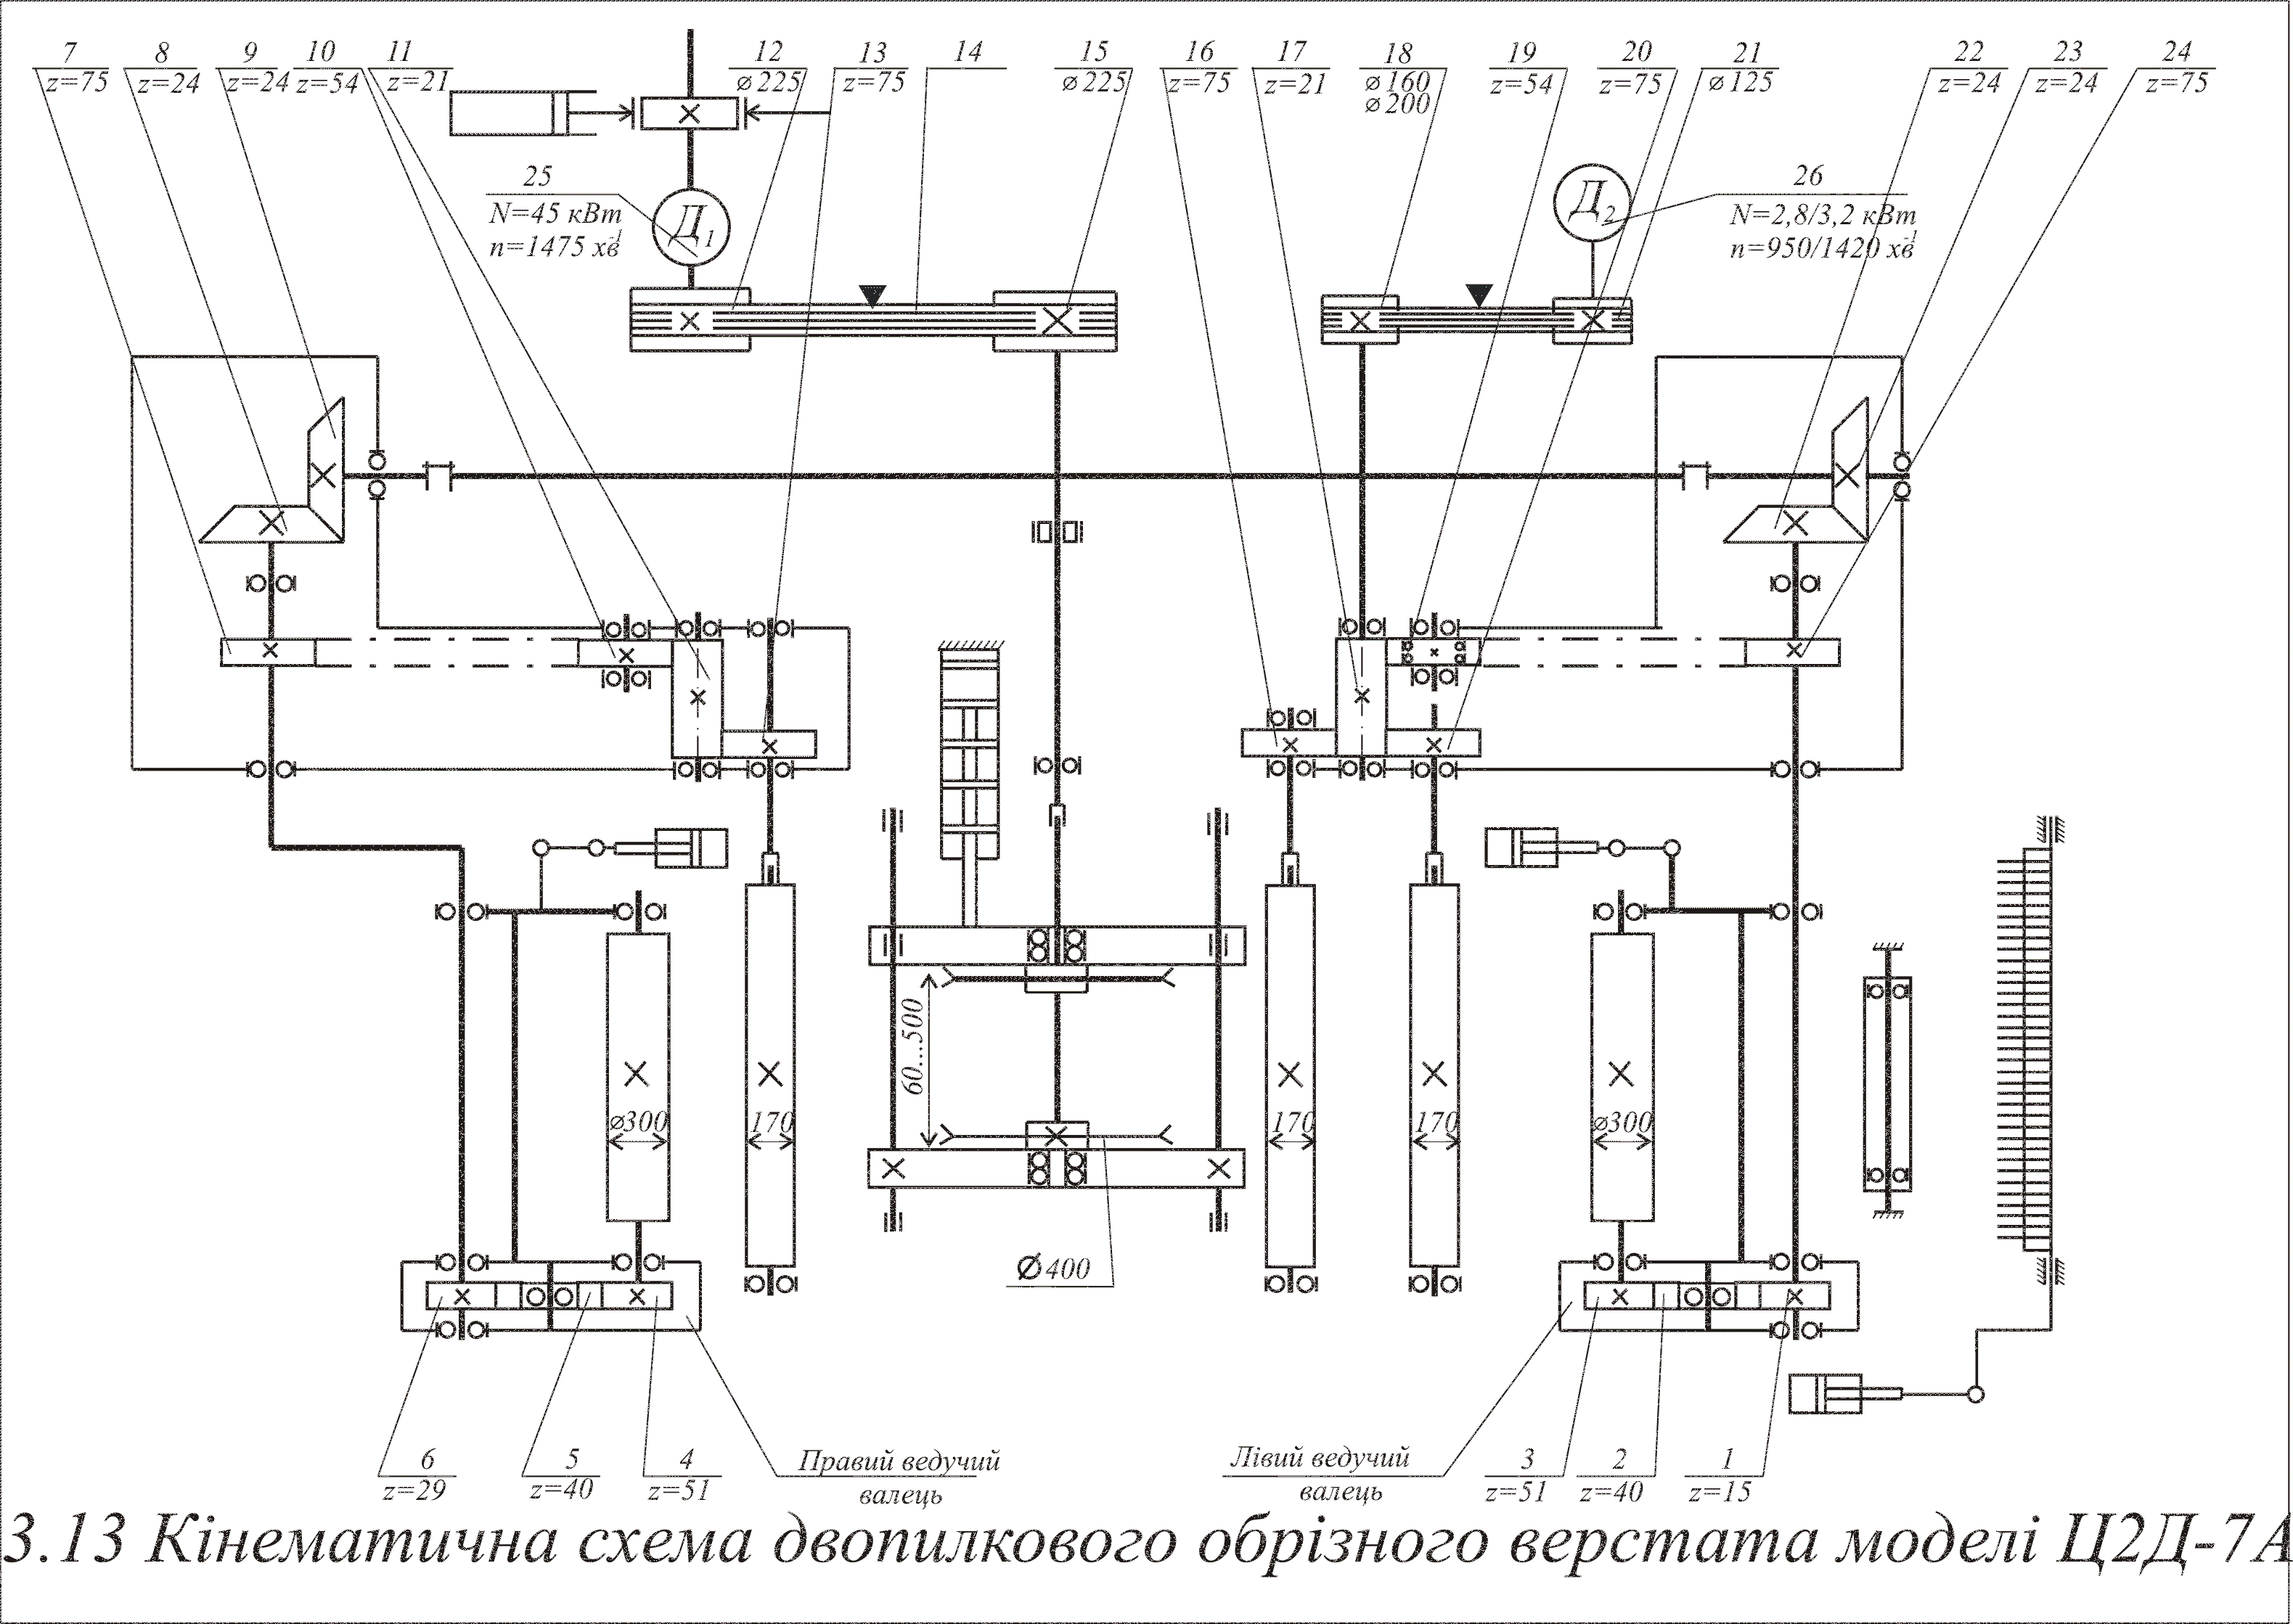 7 8 9 10 11 12 13 14 15 16 17 18 19 20 21 22 23 24
z=75 z=24 z=24 z=54 z=21 ⌀225 z=75 ⌀225 z=75 z=21 ⌀160 z=54 z=75 ⌀125 z=24 z=24 z=75
⌀200
25
N=45 кВт
n=1475 хв⁻¹
Д1
Д2
26
N=2,8/3,2 кВт
n=950/1420 хв⁻¹
60...500
⌀300 170 170 170 ⌀300
⌀400
6 5 4 Правий ведучий Лівий ведучий 3 2 1
z=29 z=40 z=51 валець валець z=51 z=40 z=15
3.13 Кінематична схема двопилкового обрізного верстата моделі Ц2Д-7А